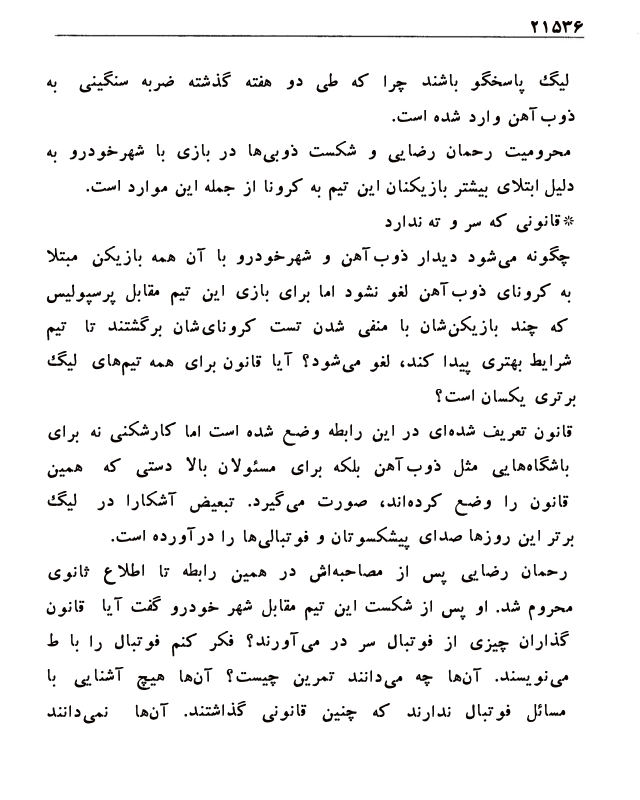 ۲۱۵۳۶
لیگ پاسخگو باشند چرا که طی دو هفته گذشته ضربه سنگینی به
ذوب‌آهن وارد شده است.
محرومیت رحمان رضایی و شکست ذوبی‌ها در بازی با شهرخودرو به
دلیل ابتلای بیشتر بازیکنان این تیم به کرونا از جمله این موارد است.
*قانونی که سر و ته ندارد
چگونه می‌شود دیدار ذوب‌آهن و شهرخودرو با آن همه بازیکن مبتلا
به کرونای ذوب‌آهن لغو نشود اما برای بازی این تیم مقابل پرسپولیس
که چند بازیکن‌شان با منفی شدن تست کرونای‌شان برگشتند تا تیم
شرایط بهتری پیدا کند، لغو می‌شود؟ آیا قانون برای همه تیم‌های لیگ
برتری یکسان است؟
قانون تعریف شده‌ای در این رابطه وضع شده است اما کارشکنی نه برای
باشگاه‌هایی مثل ذوب‌آهن بلکه برای مسئولان بالا دستی که همین
قانون را وضع کرده‌اند، صورت می‌گیرد. تبعیض آشکارا در لیگ
برتر این روزها صدای پیشکسوتان و فوتبالی‌ها را درآورده است.
رحمان رضایی پس از مصاحبه‌اش در همین رابطه تا اطلاع ثانوی
محروم شد. او پس از شکست این تیم مقابل شهر خودرو گفت آیا قانون
گذاران چیزی از فوتبال سر در می‌آورند؟ فکر کنم فوتبال را با ط
می‌نویسند. آن‌ها چه می‌دانند تمرین چیست؟ آن‌ها هیچ آشنایی با
مسائل فوتبال ندارند که چنین قانونی گذاشتند. آن‌ها نمی‌دانند